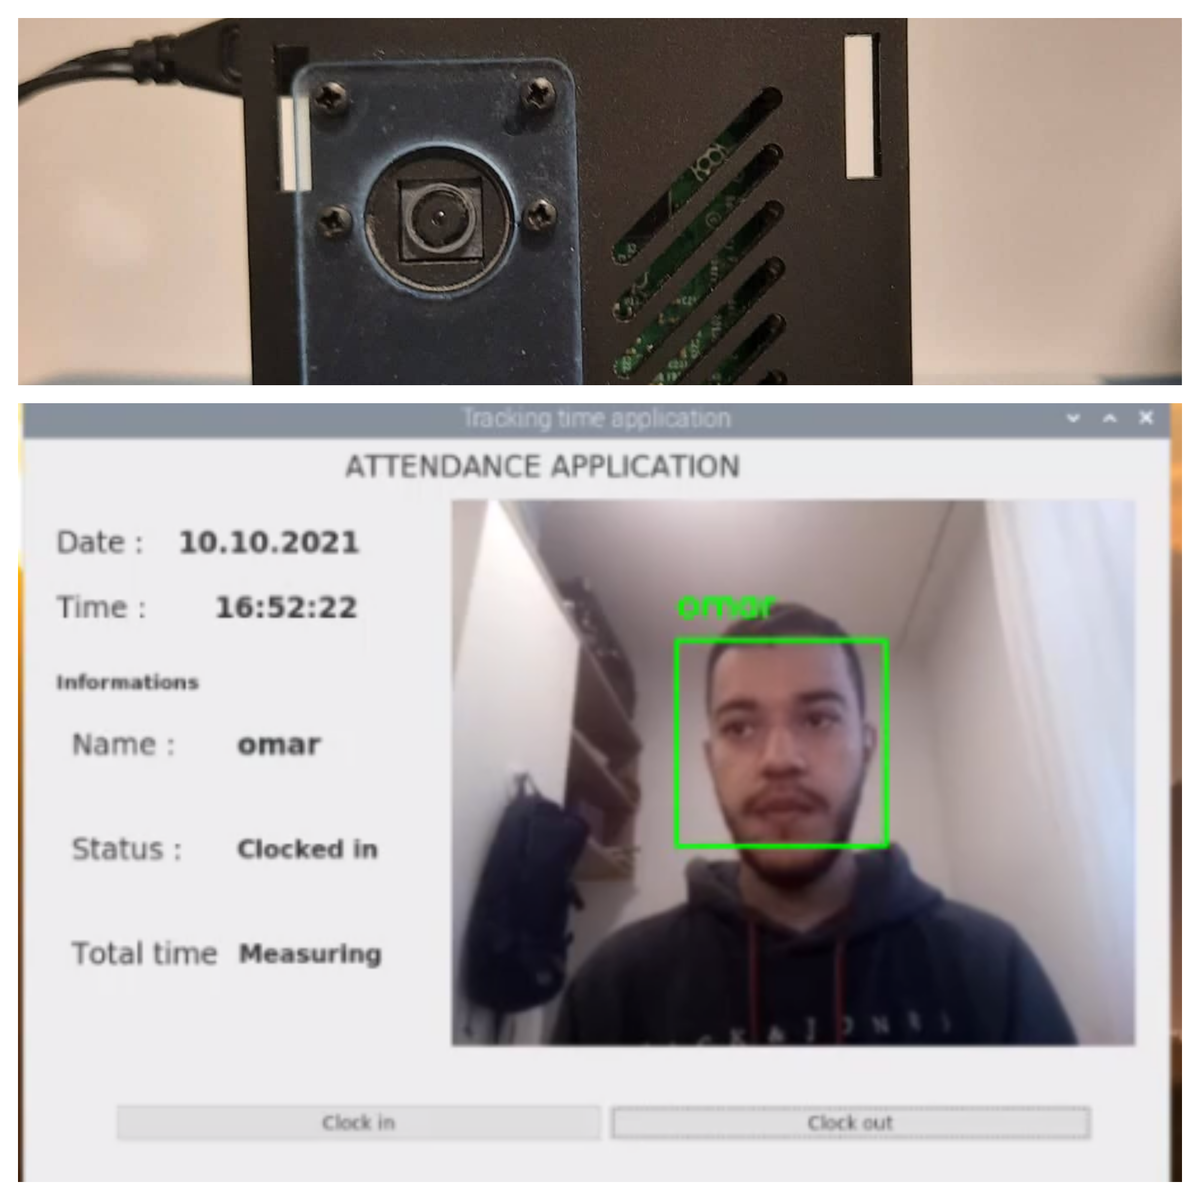 Tracking time application
ATTENDANCE APPLICATION
Date : 10.10.2021
Time : 16:52:22
Informations
Name : omar
Status : Clocked in
Total time Measuring
omar
JONES
Clock in
Clock out